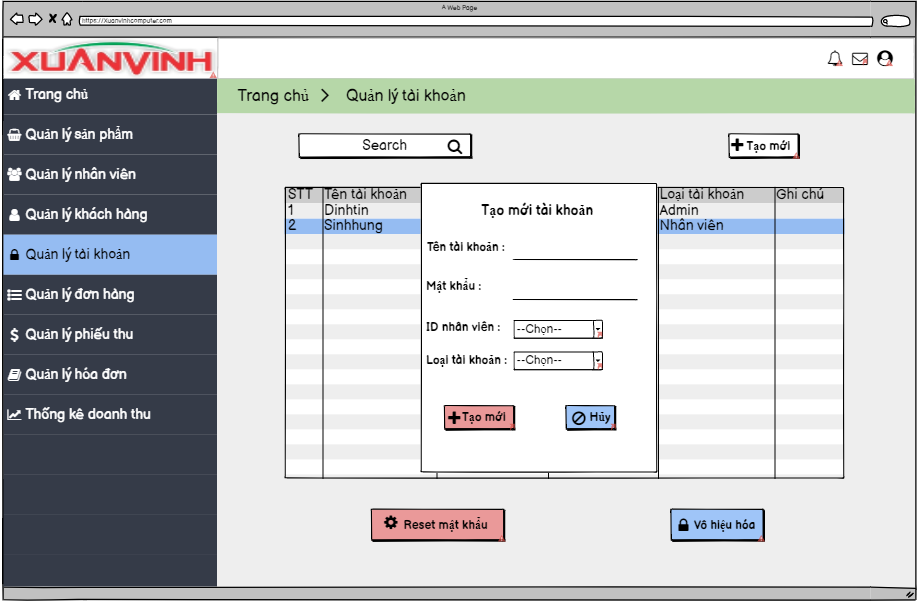 A Web Page
https://Xuanvinhcomputer.com
XUÂNVINH
Trang chủ
Quản lý sản phẩm
Quản lý nhân viên
Quản lý khách hàng
Quản lý tài khoản
Quản lý đơn hàng
Quản lý phiếu thu
Quản lý hóa đơn
Thống kê doanh thu
Trang chủ > Quản lý tài khoản
Search
Tạo mới
STT Tên tài khoản Loại tài khoản Ghi chú
1 Dinhtin Admin
2 Sinhhung Nhân viên
Tạo mới tài khoản
Tên tài khoản :
Mật khẩu :
ID nhân viên : --Chọn--
Loại tài khoản : --Chọn--
Tạo mới
Hủy
Reset mật khẩu
Vô hiệu hóa